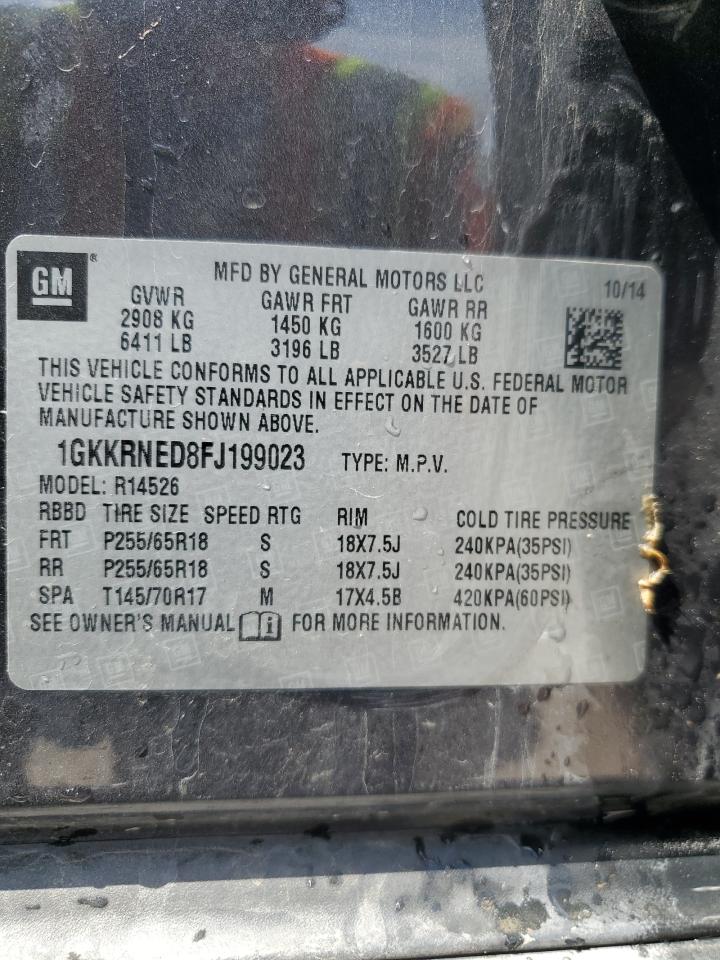 GM®
MFD BY GENERAL MOTORS LLC
10/14
GVWR GAWR FRT GAWR RR
2908 KG 1450 KG 1600 KG
6411 LB 3196 LB 3527 LB
THIS VEHICLE CONFORMS TO ALL APPLICABLE U.S. FEDERAL MOTOR
VEHICLE SAFETY STANDARDS IN EFFECT ON THE DATE OF
MANUFACTURE SHOWN ABOVE.
1GKKRNED8FJ199023 TYPE: M.P.V.
MODEL: R14526
RBBD TIRE SIZE SPEED RTG RIM COLD TIRE PRESSURE
FRT P255/65R18 S 18X7.5J 240KPA(35PSI)
RR P255/65R18 S 18X7.5J 240KPA(35PSI)
SPA T145/70R17 M 17X4.5B 420KPA(60PSI)
SEE OWNER'S MANUAL i FOR MORE INFORMATION.